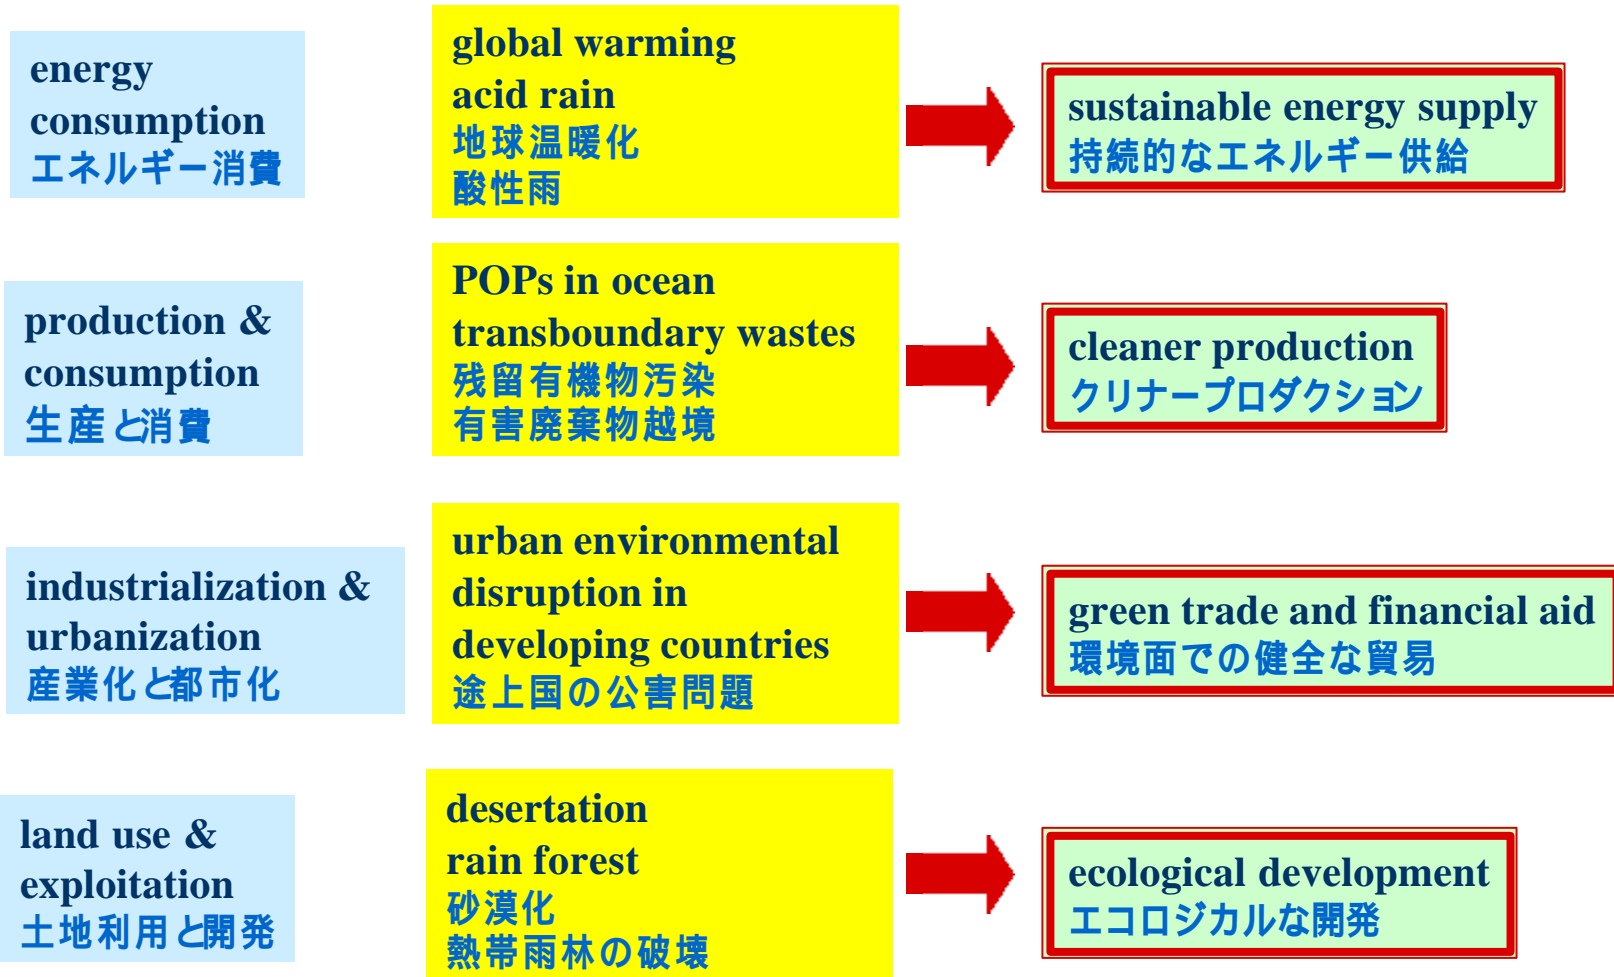 energy
consumption
エネルギー消費
global warming
acid rain
地球温暖化
酸性雨
sustainable energy supply
持続的なエネルギー供給
production &
consumption
生産と消費
POPs in ocean
transboundary wastes
残留有機物汚染
有害廃棄物越境
cleaner production
クリナープロダクション
industrialization &
urbanization
産業化と都市化
urban environmental
disruption in
developing countries
途上国の公害問題
green trade and financial aid
環境面での健全な貿易
land use &
exploitation
土地利用と開発
desertation
rain forest
砂漠化
熱帯雨林の破壊
ecological development
エコロジカルな開発